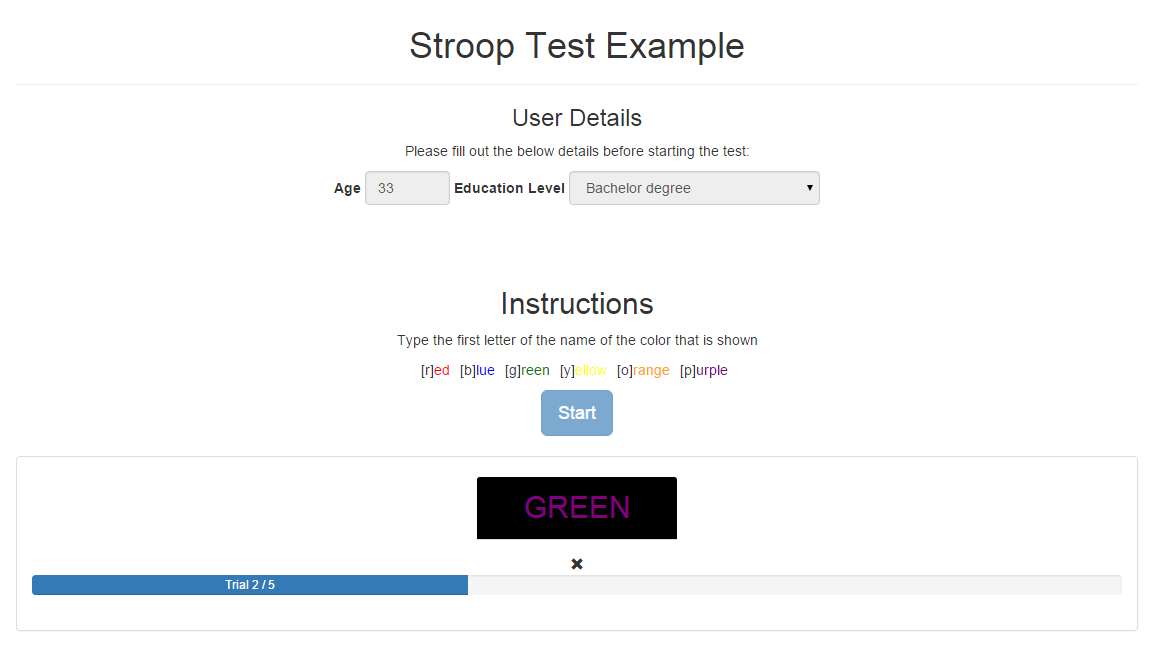 Stroop Test Example
User Details
Please fill out the below details before starting the test:
Age 33 Education Level Bachelor degree
Instructions
Type the first letter of the name of the color that is shown
[r]ed [b]lue [g]reen [y]ellow [o]range [p]urple
Start
GREEN
Trial 2 / 5